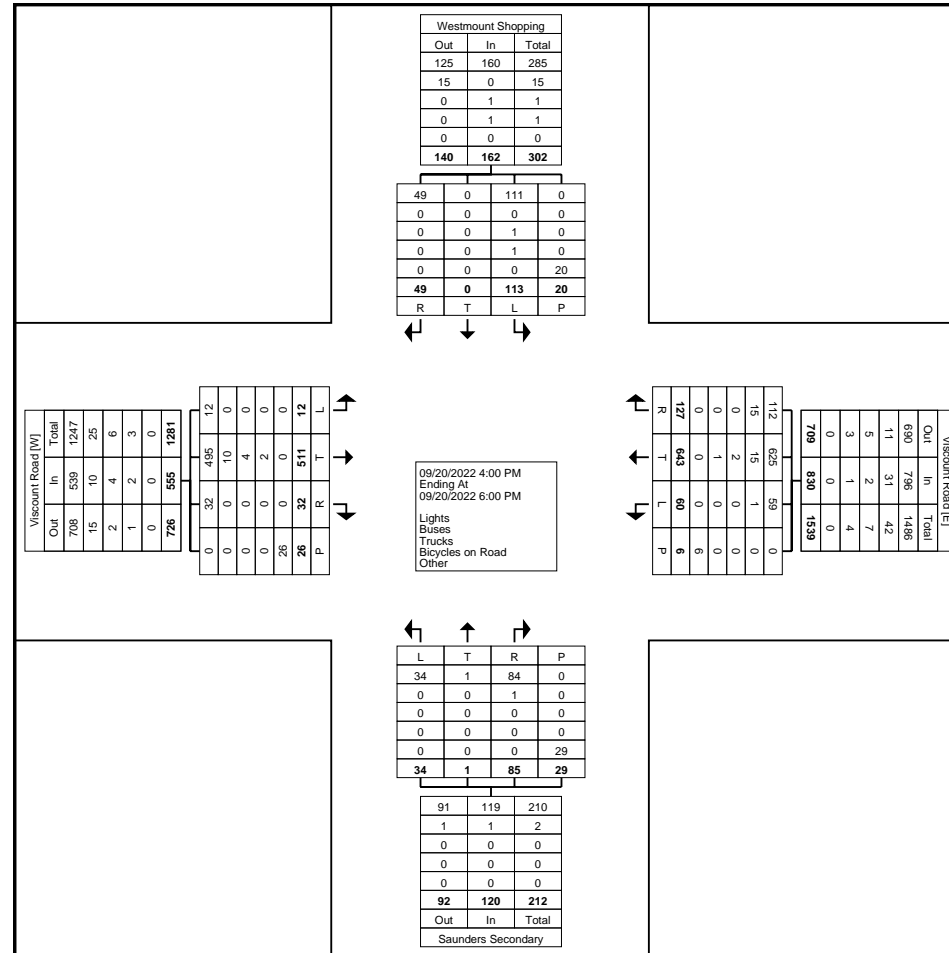 Westmount Shopping
Out In Total
125 160 285
15 0 15
0 1 1
0 1 1
0 0 0
140 162 302
49 0 111 0
0 0 0 0
0 0 1 0
0 0 1 0
0 0 0 20
49 0 113 20
R T L P
Viscount Road [W]
Total 1247 25 6 3 0 1281
In 539 10 4 2 0 555
Out 708 15 2 1 0 726
12 0 0 0 0 12 L
495 10 4 2 0 511 T
32 0 0 0 0 32 R
0 0 0 0 26 26 P
09/20/2022 4:00 PM
Ending At
09/20/2022 6:00 PM
Lights
Buses
Trucks
Bicycles on Road
Other
R 127 0 0 0 15 112
T 643 0 1 2 15 625
L 60 0 0 0 1 59
P 6 6 0 0 0 0
Viscount Road [E]
709 0 3 5 11 690 Out
830 0 1 2 31 796 In
1539 0 4 7 42 1486 Total
L T R P
34 1 84 0
0 0 1 0
0 0 0 0
0 0 0 0
0 0 0 29
34 1 85 29
91 119 210
1 1 2
0 0 0
0 0 0
0 0 0
92 120 212
Out In Total
Saunders Secondary